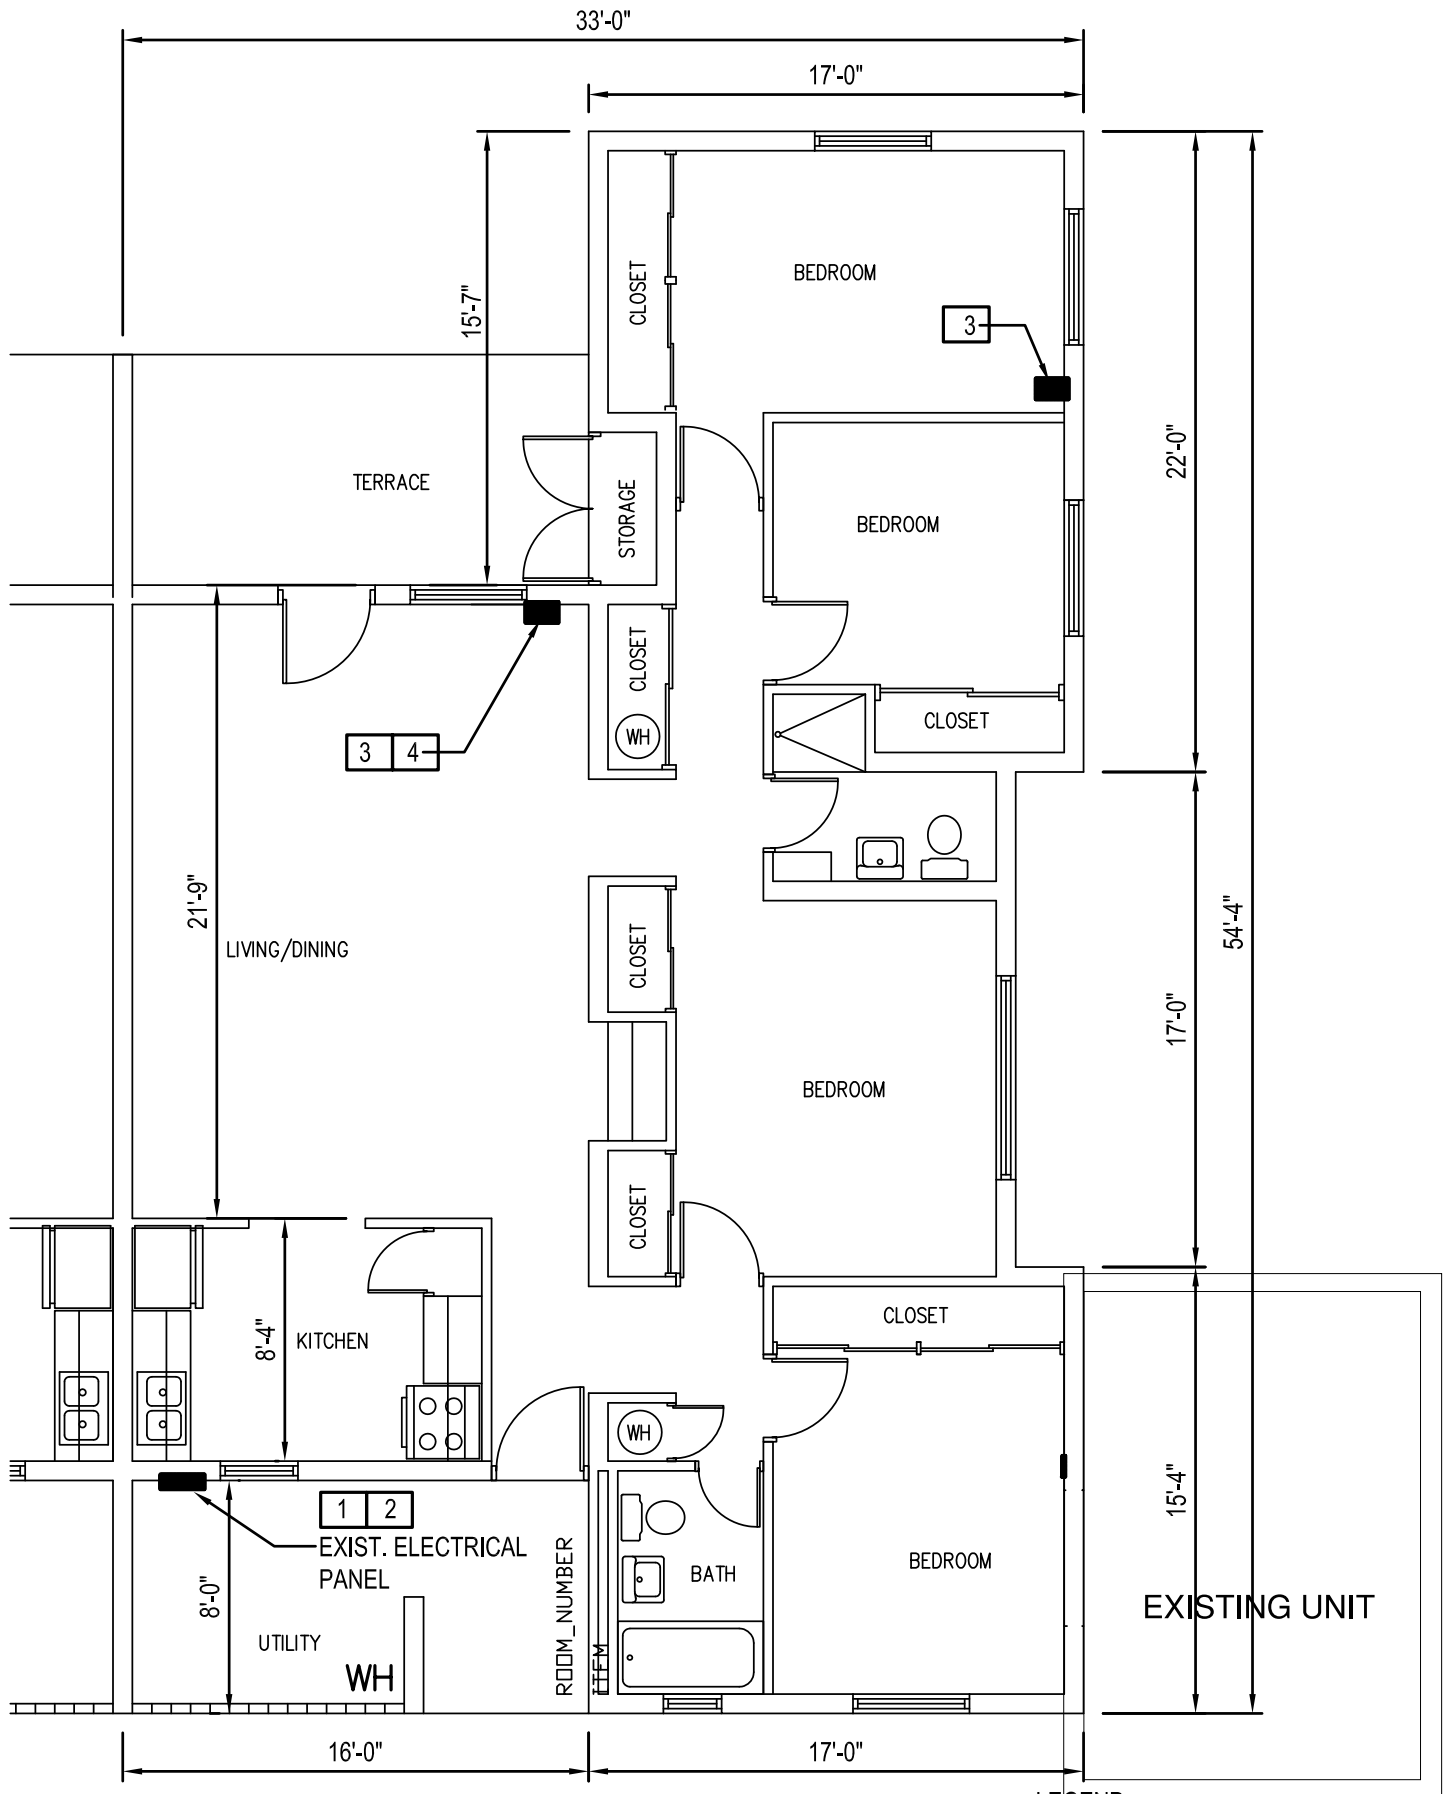 33'-0"
17'-0"
15'-7"
CLOSET
BEDROOM
3
22'-0"
TERRACE
STORAGE
BEDROOM
CLOSET
WH
CLOSET
3 4
21'-9"
LIVING/DINING
CLOSET
54'-4"
17'-0"
BEDROOM
CLOSET
8'-4"
KITCHEN
CLOSET
WH
15'-4"
1 2
EXIST. ELECTRICAL
PANEL
ROOM_NUMBER
ITEM
BATH
BEDROOM
EXISTING UNIT
8'-0"
UTILITY
WH
16'-0"
17'-0"
LEGEND